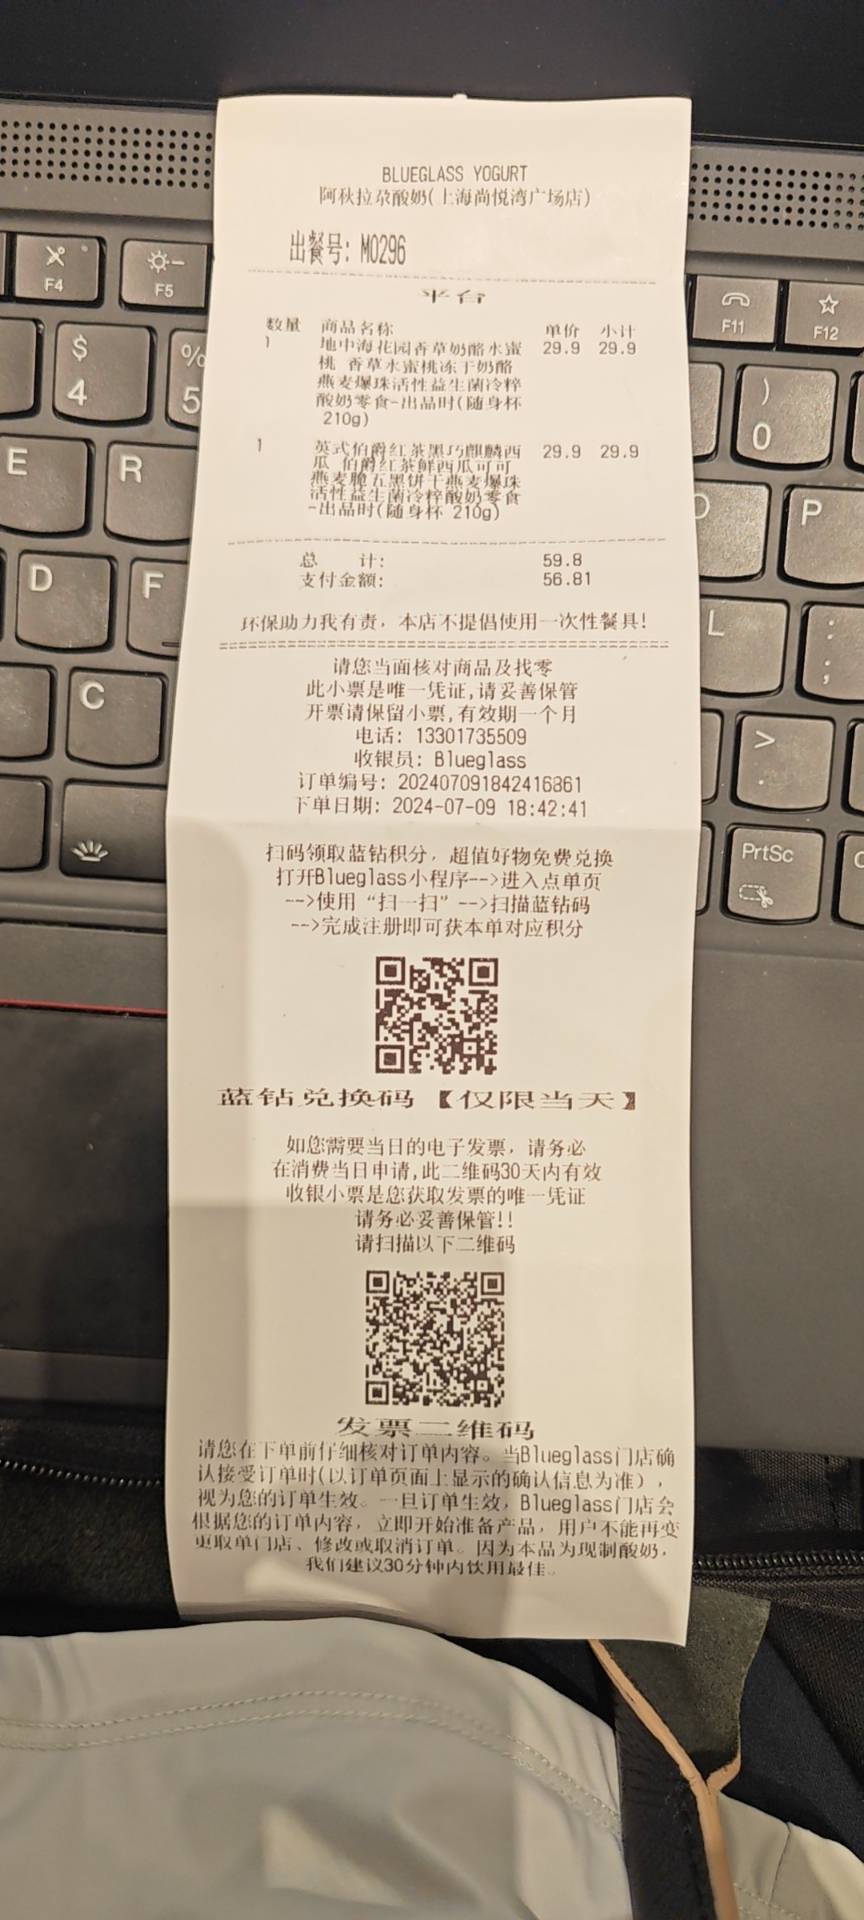 BLUEGLASS YOGURT
阿秋拉尕酸奶(上海尚悦湾广场店)
出餐号: M0296
数量 商品名称 单价 小计
1 地中海花园香草奶酪水蜜 29.9 29.9
桃 香草水蜜桃冻干奶酪
燕麦爆珠活性益生菌冷粹
酸奶零食-出品时(随身杯
210g)
1 英式伯爵红茶黑巧麒麟西 29.9 29.9
瓜 伯爵红茶鲜西瓜可可
燕麦脆五黑饼干燕麦爆珠
活性益生菌冷粹酸奶零食
-出品时(随身杯 210g)
总 计: 59.8
支付金额: 56.81
环保助力我有责，本店不提倡使用一次性餐具!
请您当面核对商品及找零
此小票是唯一凭证,请妥善保管
开票请保留小票,有效期一个月
电话: 13301735509
收银员: Blueglass
订单编号: 202407091842416861
下单日期: 2024-07-09 18:42:41
扫码领取蓝钻积分，超值好物免费兑换
打开Blueglass小程序-->进入点单页
-->使用“扫一扫”-->扫描蓝钻码
-->完成注册即可获本单对应积分
蓝钻兑换码【仅限当天】
如您需要当日的电子发票，请务必
在消费当日申请,此二维码30天内有效
收银小票是您获取发票的唯一凭证
请务必妥善保管!!
请扫描以下二维码
发票二维码
请您在下单前仔细核对订单内容。当Blueglass门店确
认接受订单时(以订单页面上显示的确认信息为准)，
视为您的订单生效。一旦订单生效，Blueglass门店会
根据您的订单内容，立即开始准备产品，用户不能再变
更取单门店、修改或取消订单。因为本品为现制酸奶，
我们建议30分钟内饮用最佳。
F4
F5
F11
F12
$
4
%
5
)
0
E
R
P
D
F
L
:
;
C
>
PrtSc